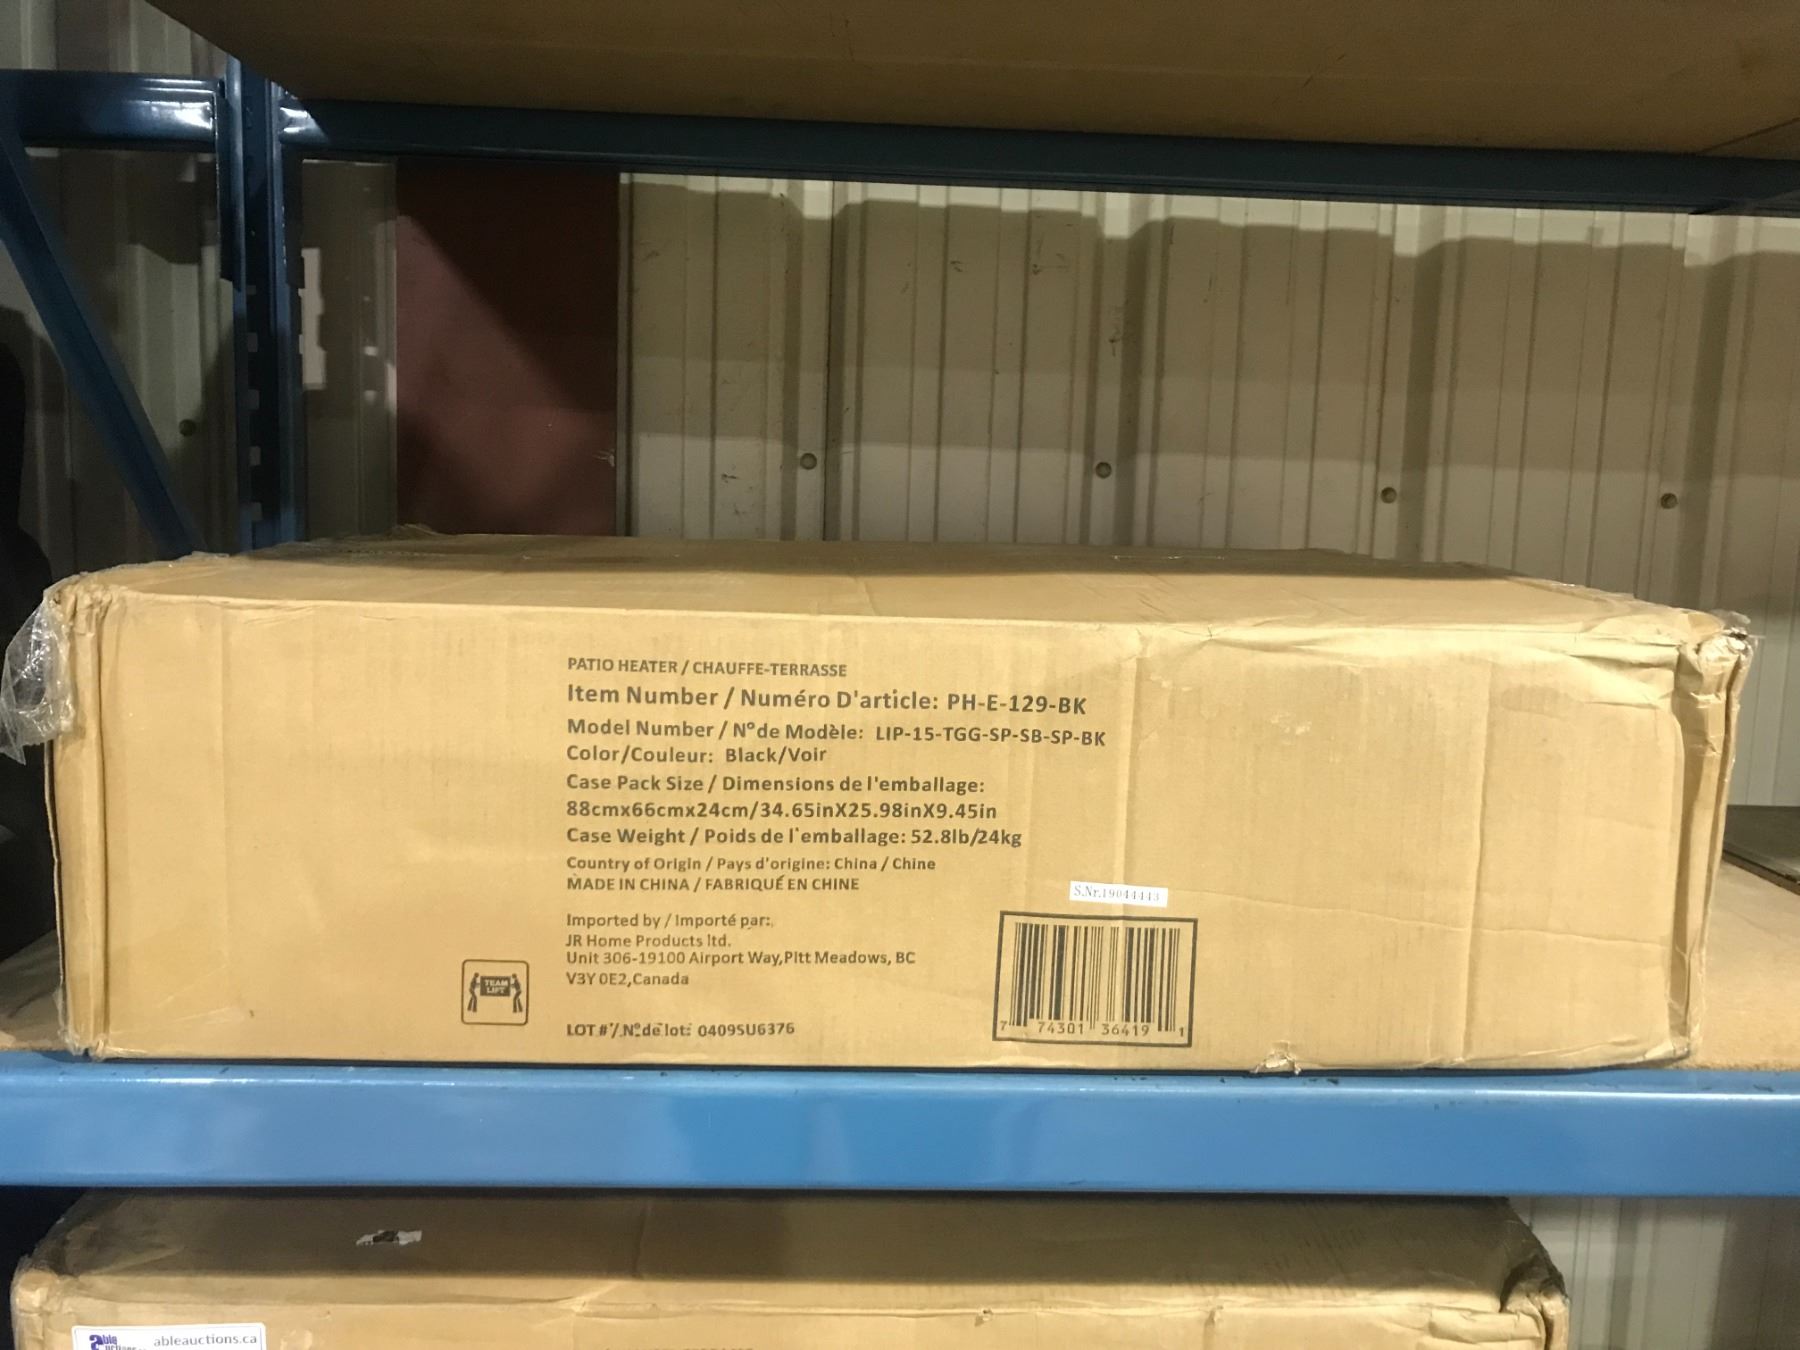 PATIO HEATER / CHAUFFE-TERRASSE
Item Number / Numéro D'article: PH-E-129-BK
Model Number / N° de Modèle: LIP-15-TGG-SP-SB-SP-BK
Color/Couleur: Black/Voir
Case Pack Size / Dimensions de l'emballage:
88cmx66cmx24cm/34.65inX25.98inX9.45in
Case Weight / Poids de l'emballage: 52.8lb/24kg
Country of Origin / Pays d'origine: China / Chine
MADE IN CHINA / FABRIQUÉ EN CHINE
S.Nr.19044443
Imported by / Importé par:
JR Home Products ltd.
Unit 306-19100 Airport Way,Pitt Meadows, BC
V3Y 0E2,Canada
TEAM
LIFT
LOT # / N° de lot: 04095U6376
7 74301 36419 1
able
auctions
ableauctions.ca